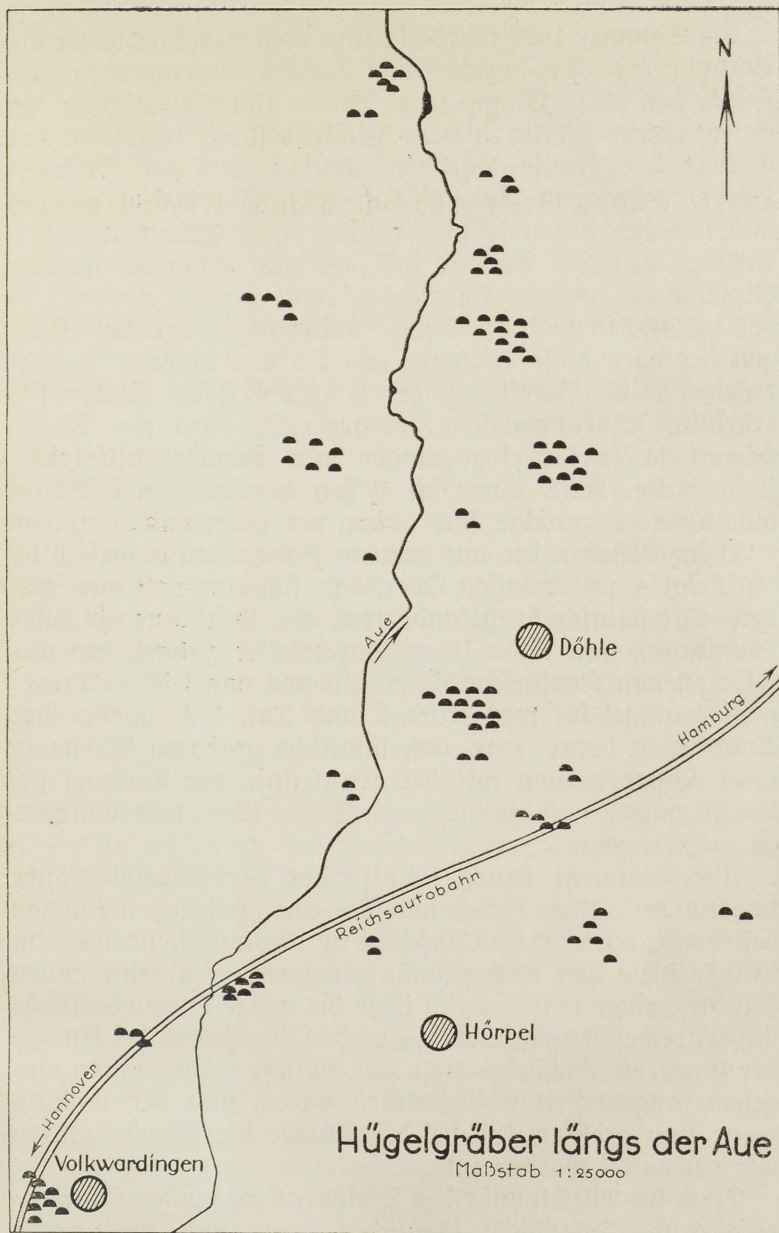 N
Aue
Döhle
Hamburg
Reichsautobahn
Hörpel
Hannover
Hügelgräber längs der Aue
Maßstab 1:25000
Volkwardingen